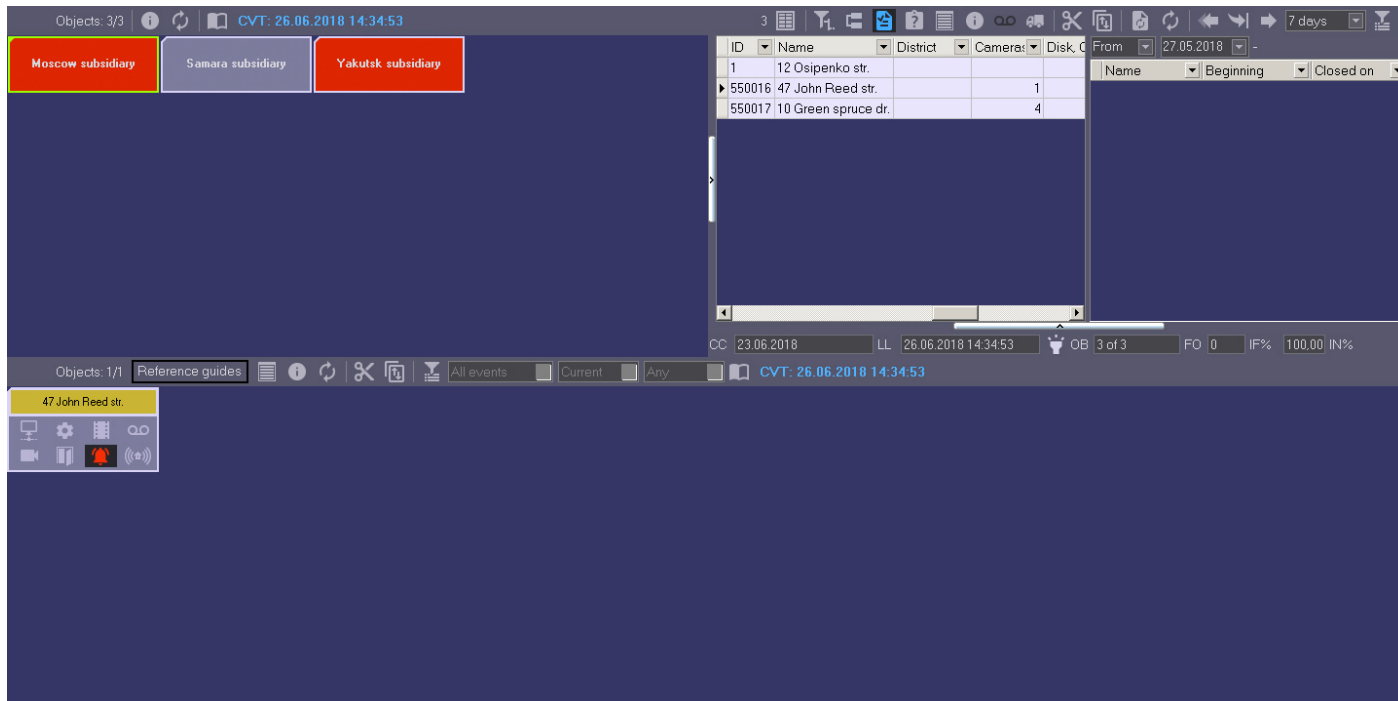 Objects: 3/3 CVT: 26.06.2018 14:34:53
3 7 days
Moscow subsidiary Samara subsidiary Yakutsk subsidiary
ID Name District Cameras Disk,
1 12 Osipenko str.
550016 47 John Reed str. 1
550017 10 Green spruce dr. 4
From 27.05.2018 -
Name Beginning Closed on
CC 23.06.2018 LL 26.06.2018 14:34:53 OB 3 of 3 FO 0 IF% 100,00 IN%
Objects: 1/1 Reference guides All events Current Any CVT: 26.06.2018 14:34:53
47 John Reed str.